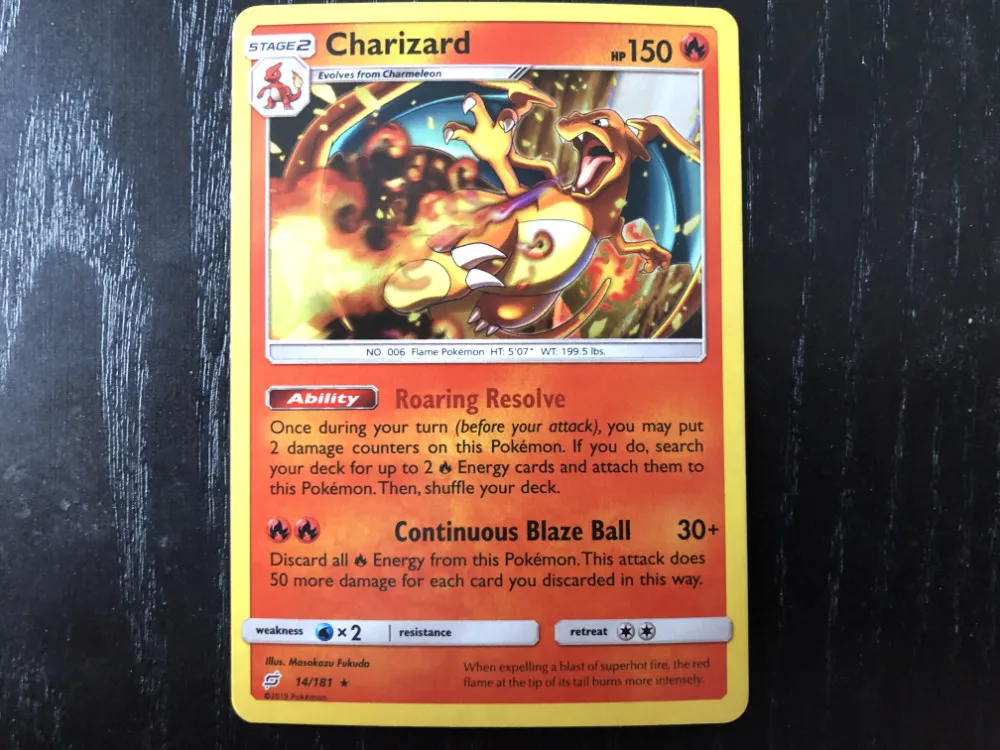 STAGE2 Charizard HP 150
Evolves from Charmeleon
NO. 006 Flame Pokémon HT: 5'07" WT: 199.5 lbs.
Ability Roaring Resolve
Once during your turn (before your attack), you may put
2 damage counters on this Pokémon. If you do, search
your deck for up to 2 Energy cards and attach them to
this Pokémon. Then, shuffle your deck.
Continuous Blaze Ball 30+
Discard all Energy from this Pokémon. This attack does
50 more damage for each card you discarded in this way.
weakness ×2 resistance retreat
Illus. Masakazu Fukuda
14/181 ★
©2019 Pokémon
When expelling a blast of superhot fire, the red
flame at the tip of its tail burns more intensely.